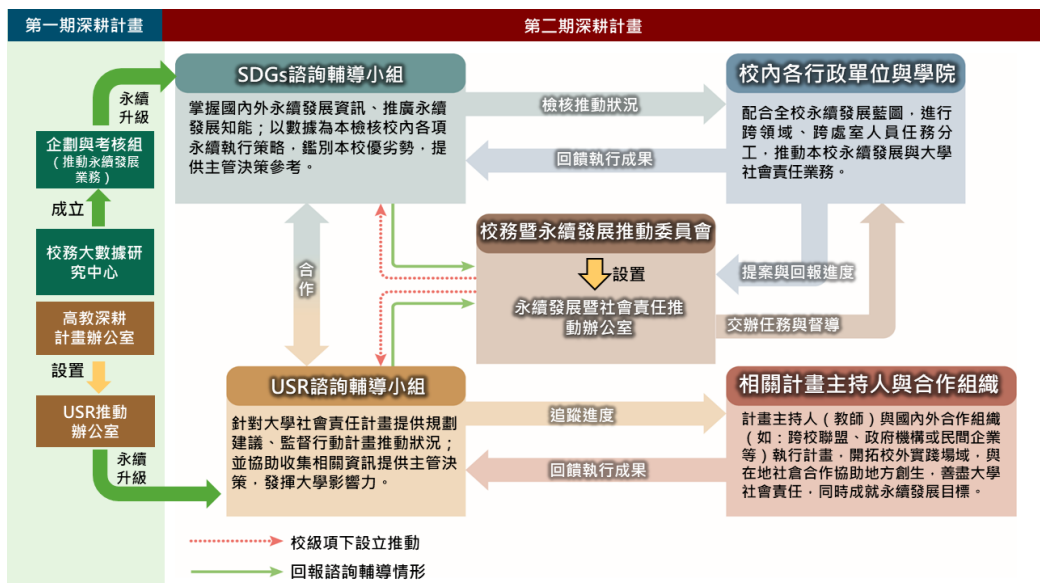 第一期深耕計畫
第二期深耕計畫
永續
升級
企劃與考核組
（推動永續發展
業務）
成立
校務大數據研
究中心
高教深耕
計畫辦公室
設置
USR推動
辦公室
永續
升級
SDGs諮詢輔導小組
掌握國內外永續發展資訊、推廣永續
發展知能；以數據為本檢核校內各項
永續執行策略，鑑別本校優劣勢，提
供主管決策參考。
檢核推動狀況
回饋執行成果
校內各行政單位與學院
配合全校永續發展藍圖，進行
跨領域、跨處室人員任務分
工，推動本校永續發展與大學
社會責任業務。
合
作
校務暨永續發展推動委員會
設置
永續發展暨社會責任推
動辦公室
提案與回報進度
交辦任務與督導
USR諮詢輔導小組
針對大學社會責任計畫提供規劃
建議、監督行動計畫推動狀況；
並協助收集相關資訊提供主管決
策，發揮大學影響力。
追蹤進度
回饋執行成果
相關計畫主持人與合作組織
計畫主持人（教師）與國內外合作組織
（如：跨校聯盟、政府機構或民間企業
等）執行計畫，開拓校外實踐場域，與
在地社會合作協助地方創生，善盡大學
社會責任，同時成就永續發展目標。
校級項下設立推動
回報諮詢輔導情形